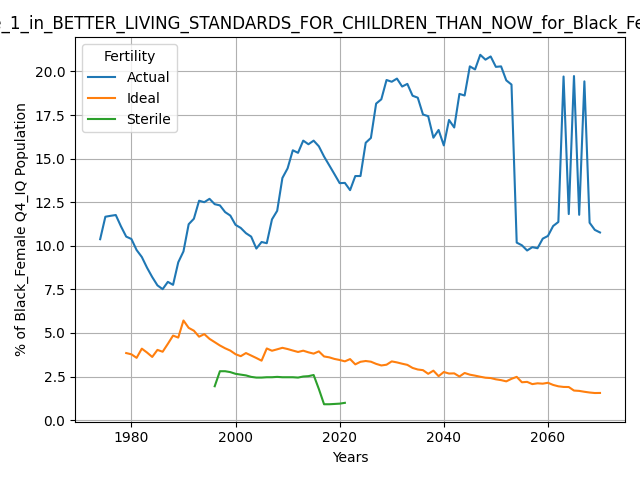 _1_in_BETTER_LIVING_STANDARDS_FOR_CHILDREN_THAN_NOW_for_Black_Fe
Fertility
Actual
Ideal
Sterile
% of Black_Female Q4_IQ Population
20.0
17.5
15.0
12.5
10.0
7.5
5.0
2.5
0.0
1980
2000
2020
2040
2060
Years